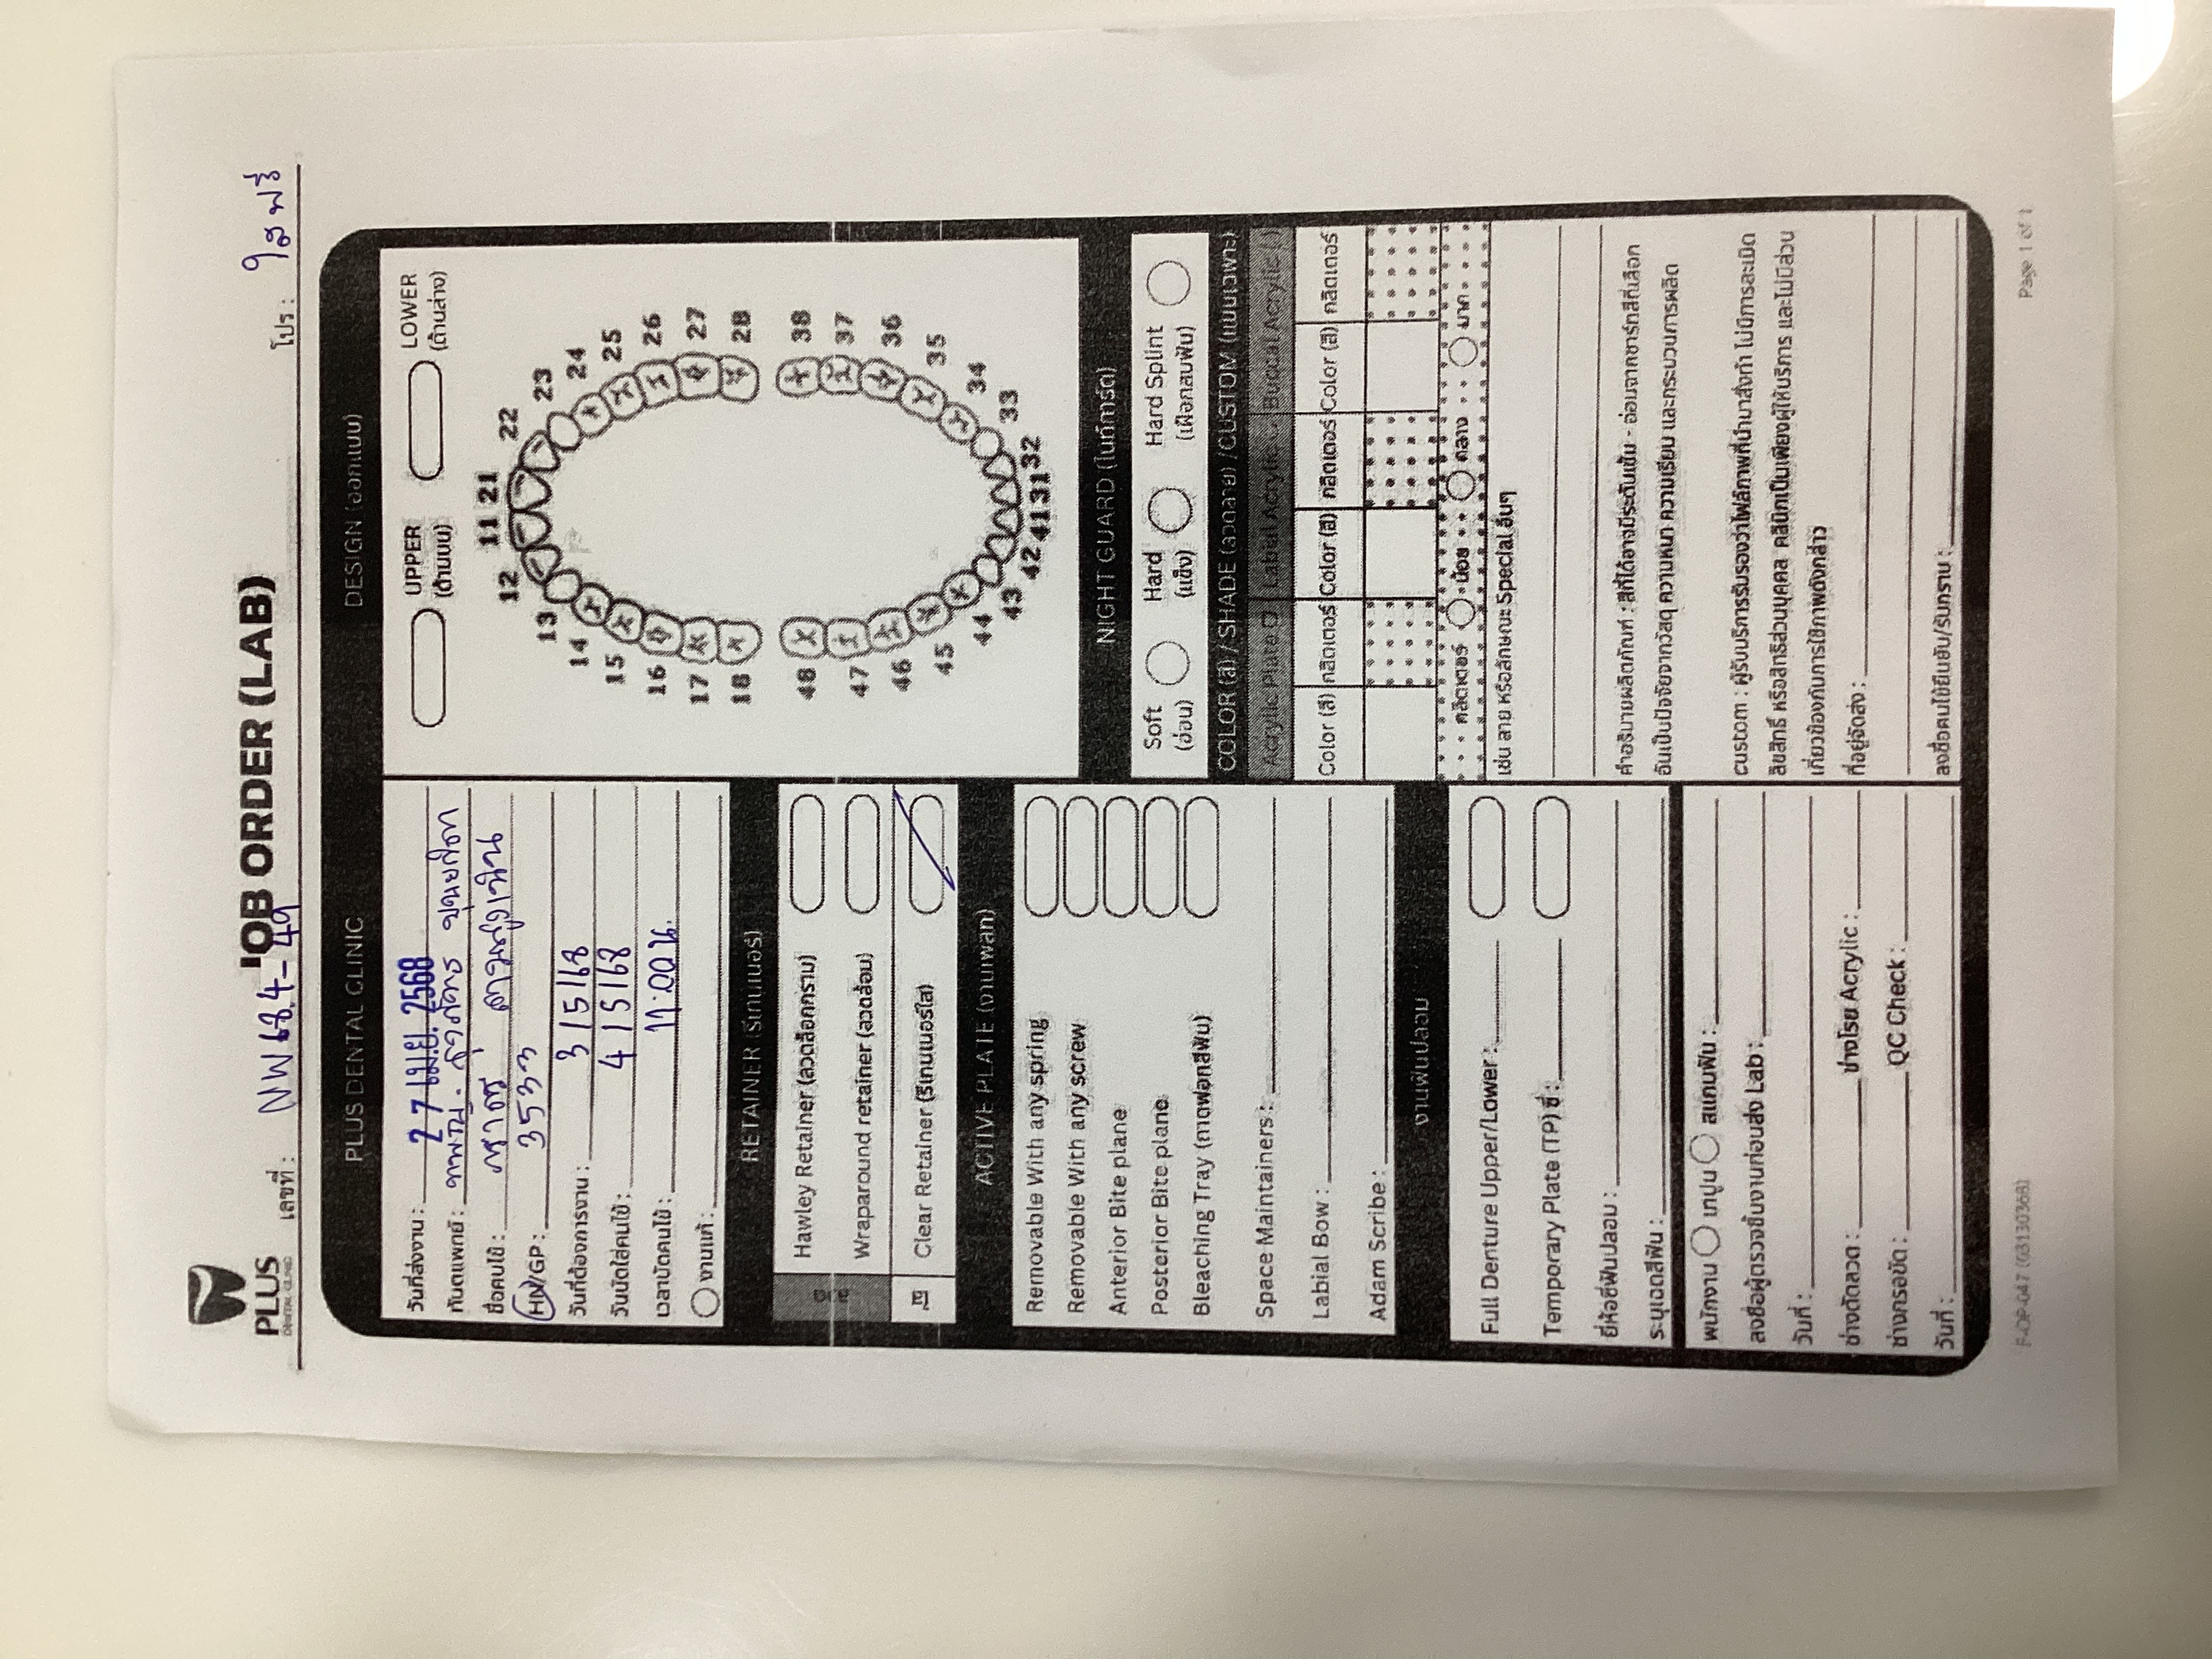 PLUS
DENTAL CLINIC
JOB ORDER (LAB)
เลขที่ : NW68.4-49
โปร : ใสฟรี
PLUS DENTAL CLINIC
วันที่ส่งงาน : 27 เม.ย. 2568
ทันตแพทย์ : ทพญ.
ชื่อคนไข้ :
HN/GP : 3533
วันที่ต้องการงาน : 3/5/68
วันนัดใส่คนไข้ : 4/5/68
เวลานัดคนไข้ : 11:00 น.
งานแก้ :
RETAINER (รีเทนเนอร์)
ลวด
Hawley Retainer (ลวดล็อกกราม)
Wraparound retainer (ลวดล้อม)
ใส
Clear Retainer (รีเทนเนอร์ใส)
ACTIVE PLATE (งานเพลท)
Removable With any spring
Removable With any screw
Anterior Bite plane
Posterior Bite plane
Bleaching Tray (ถาดฟอกสีฟัน)
Space Maintainers :
Labial Bow :
Adam Scribe :
งานฟันปลอม
Full Denture Upper/Lower :
Temporary Plate (TP) ซี่ :
ยี่ห้อซี่ฟันปลอม :
ระบุเฉดสีฟัน :
พนักงาน เทปูน สแกนฟัน :
ลงชื่อผู้ตรวจชิ้นงานก่อนส่ง Lab :
วันที่ :
ช่างดัดลวด : ช่างโรย Acrylic :
ช่างกรอขัด : QC Check :
วันที่ :
DESIGN (ออกแบบ)
UPPER (ด้านบน)
LOWER (ด้านล่าง)
11 21
12 22
13 23
14 24
15 25
16 26
17 27
18 28
48 38
47 37
46 36
45 35
44 34
43 33
42 41 31 32
NIGHT GUARD (ไนท์การ์ด)
Soft (อ่อน)
Hard (แข็ง)
Hard Splint (เฝือกสบฟัน)
COLOR (สี) / SHADE (ลวดลาย) /CUSTOM (แบบเฉพาะ)
Acrylic Plate Labial Acrylic Buccal Acrylic
Color (สี) กลิตเตอร์ Color (สี) กลิตเตอร์ Color (สี) กลิตเตอร์
กลิตเตอร์ น้อย กลาง มาก
เช่น ลาย หรือลักษณะ Special อื่นๆ
คำอธิบายผลิตภัณฑ์ : สีที่ได้อาจมีระดับเข้ม - อ่อนจากชาร์ทสีที่เลือก
อันเป็นปัจจัยจากวัสดุ ความหนา ความเรียบ และกระบวนการผลิต
custom : ผู้รับบริการรับรองว่าไฟล์ภาพที่นำมาสั่งทำ ไม่มีการละเมิด
ลิขสิทธิ์ หรือสิทธิส่วนบุคคล คลินิกเป็นเพียงผู้ให้บริการ และไม่มีส่วน
เกี่ยวข้องกับการใช้ภาพดังกล่าว
ที่อยู่จัดส่ง :
ลงชื่อคนไข้ยืนยัน/รับทราบ :
F-OP-047 (03130368)
Page 1 of 1